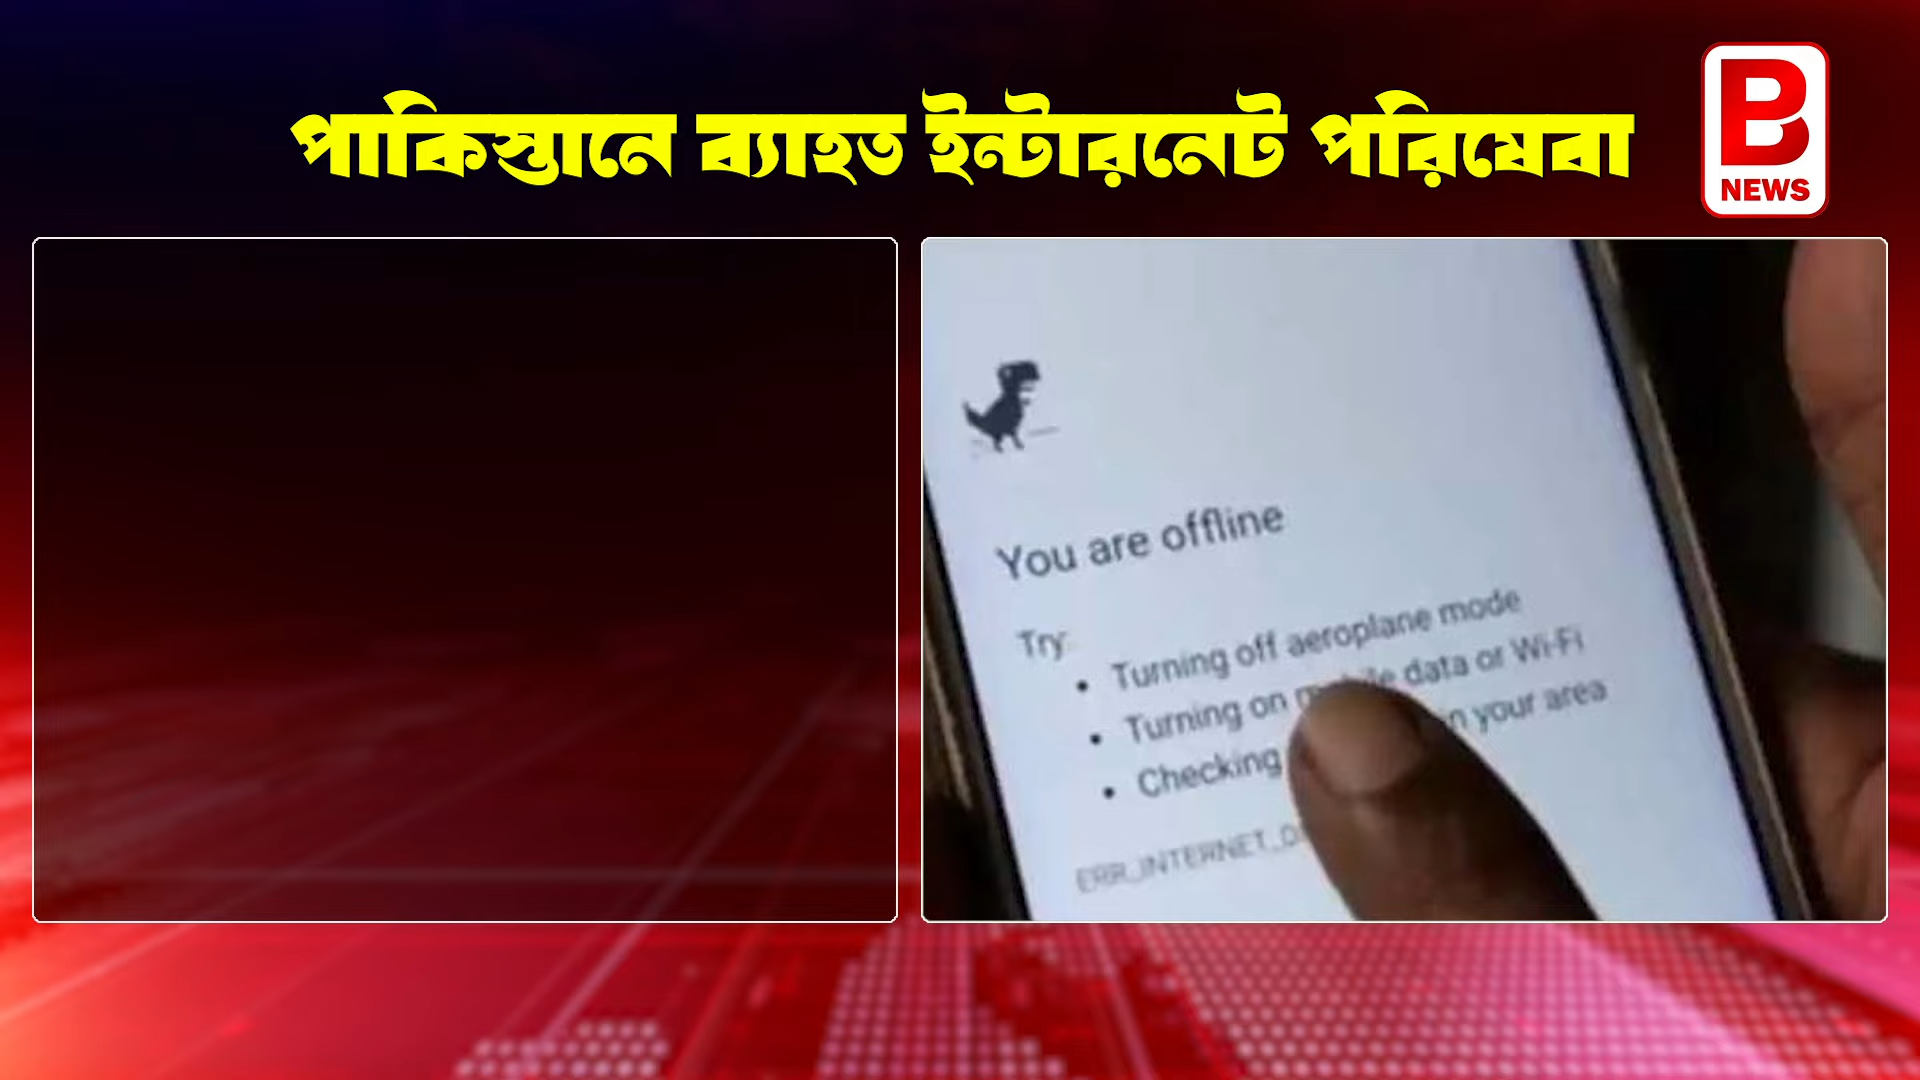 পাকিস্তানে ব্যাহত ইন্টারনেট পরিষেবা
B
NEWS
You are offline
Try:
• Turning off aeroplane mode
• Turning on data or Wi-Fi
• Checking your area